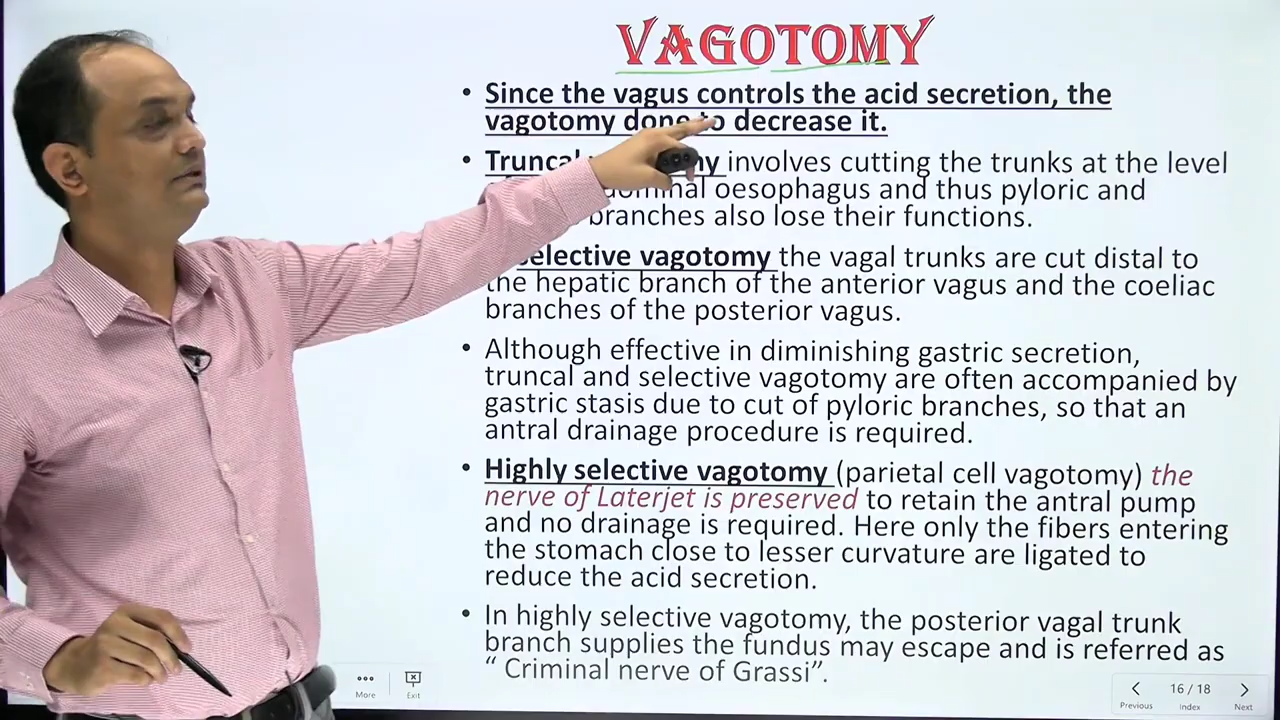 VAGOTOMY
• Since the vagus controls the acid secretion, the
vagotomy done to decrease it.
• Truncal involves cutting the trunks at the level
oesophagus and thus pyloric and
branches also lose their functions.
selective vagotomy the vagal trunks are cut distal to
the hepatic branch of the anterior vagus and the coeliac
branches of the posterior vagus.
• Although effective in diminishing gastric secretion,
truncal and selective vagotomy are often accompanied by
gastric stasis due to cut of pyloric branches, so that an
antral drainage procedure is required.
• Highly selective vagotomy (parietal cell vagotomy) the
nerve of Laterjet is preserved to retain the antral pump
and no drainage is required. Here only the fibers entering
the stomach close to lesser curvature are ligated to
reduce the acid secretion.
• In highly selective vagotomy, the posterior vagal trunk
branch supplies the fundus may escape and is referred as
“ Criminal nerve of Grassi”.
More
Exit
Previous
16 / 18
Index
Next